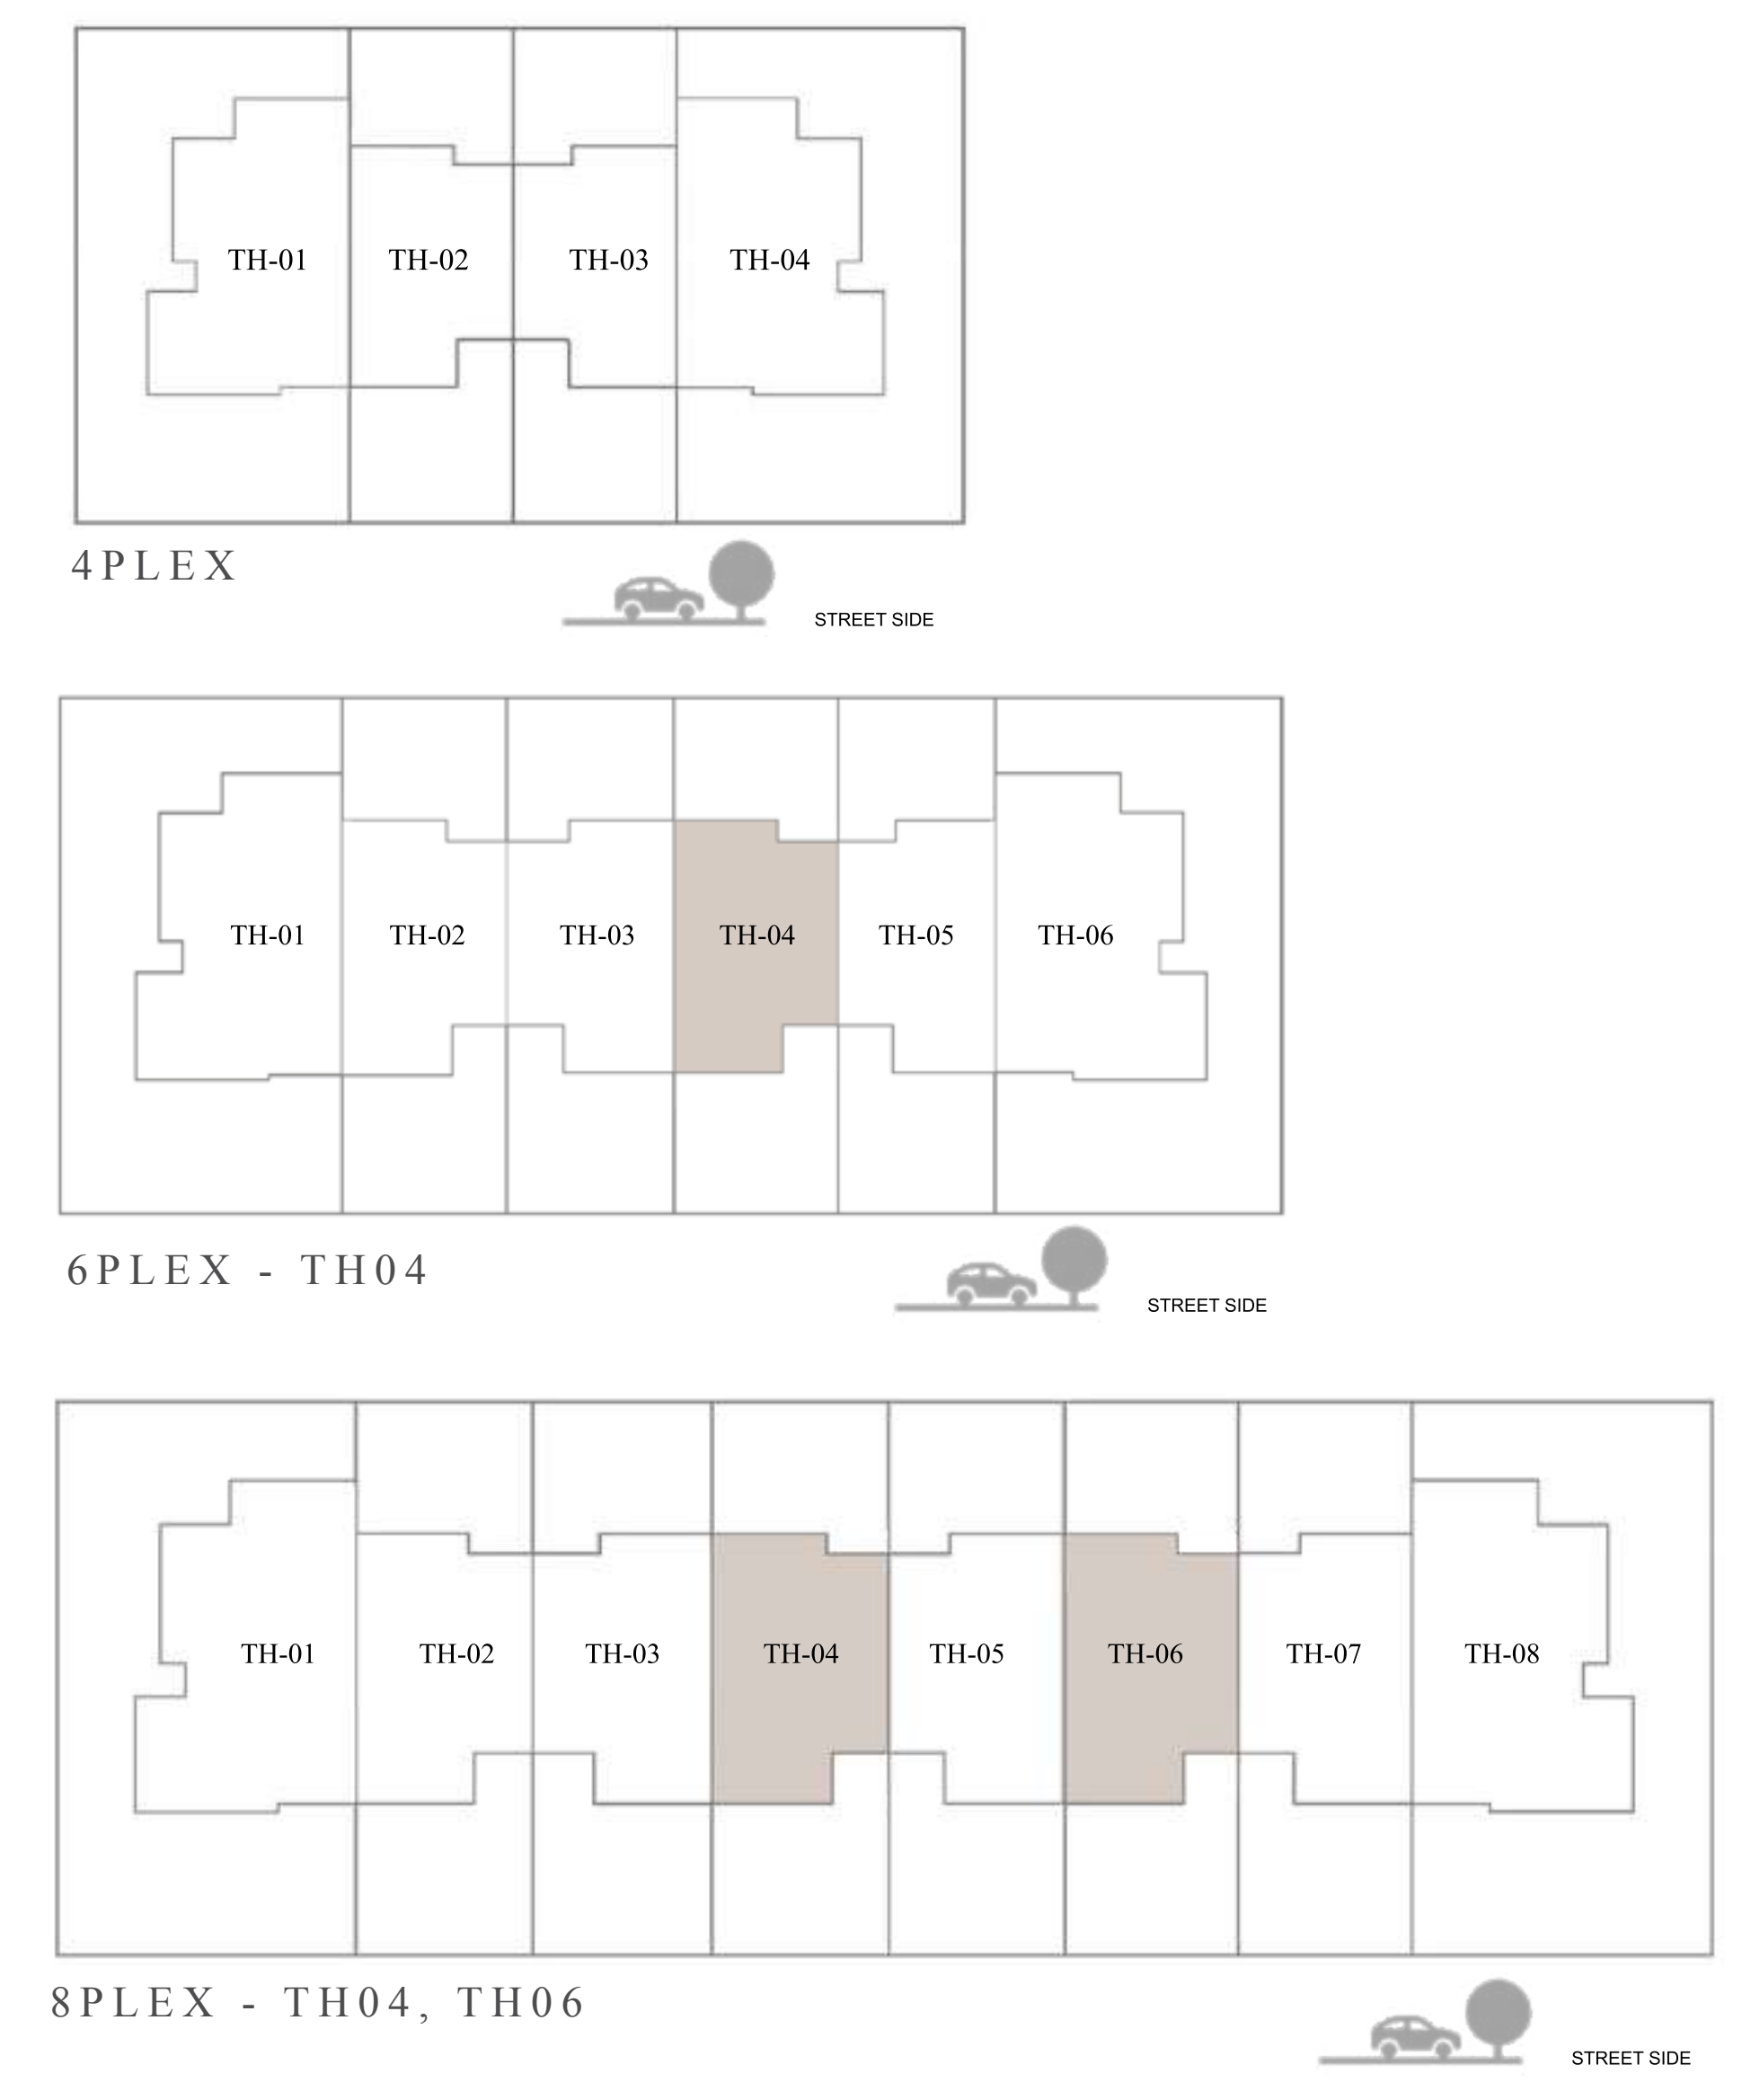 TH-01 TH-02 TH-03 TH-04
4PLEX
STREET SIDE
TH-01 TH-02 TH-03 TH-04 TH-05 TH-06
6PLEX - TH04
STREET SIDE
TH-01 TH-02 TH-03 TH-04 TH-05 TH-06 TH-07 TH-08
8PLEX - TH04, TH06
STREET SIDE